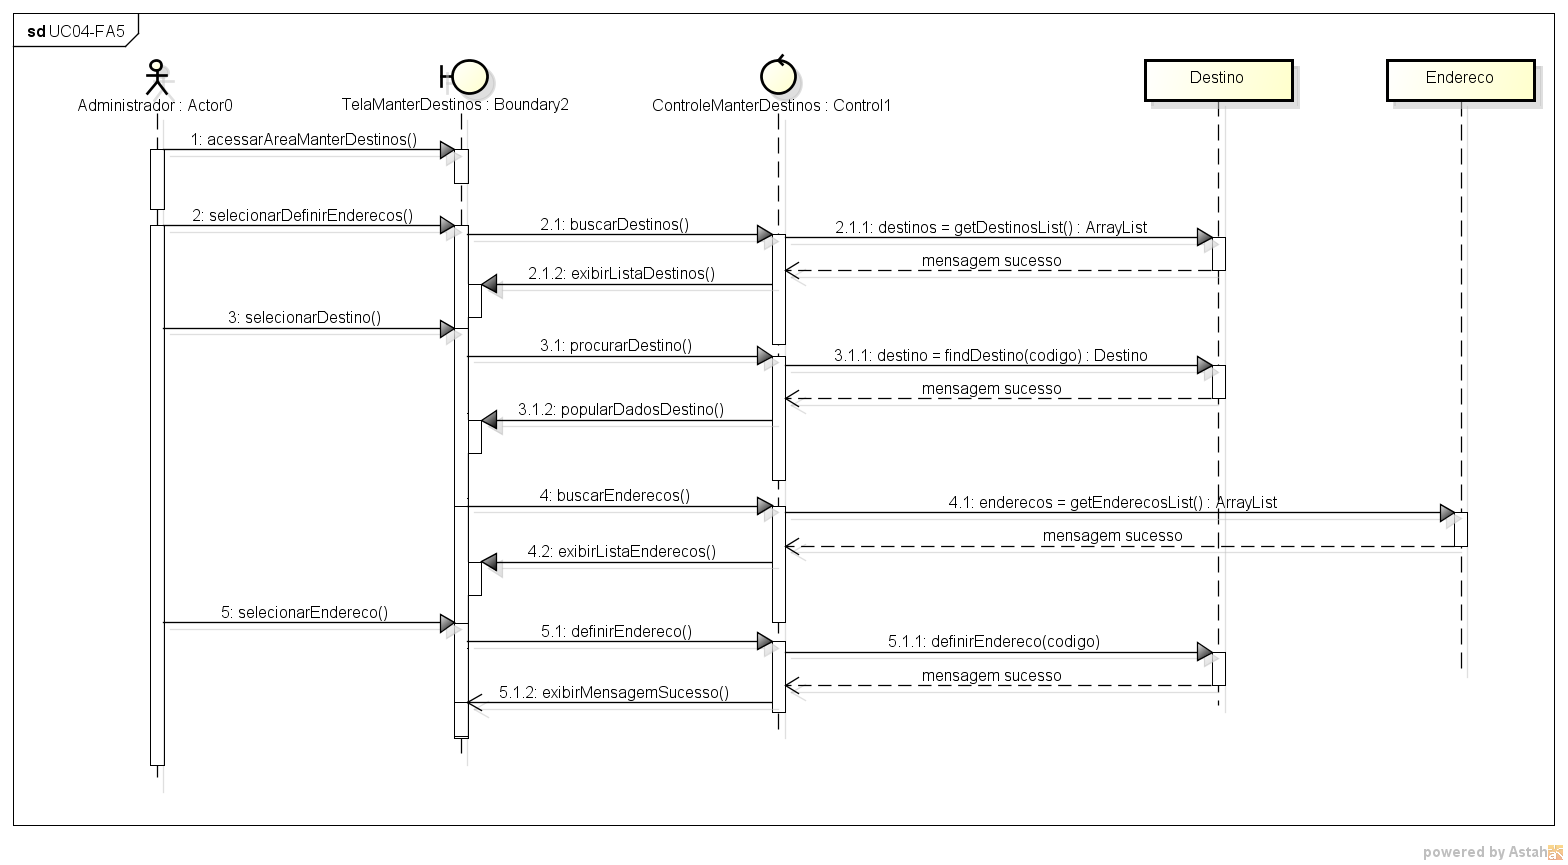 sd UC04-FA5
Administrador : Actor0
TelaManterDestinos : Boundary2
ControleManterDestinos : Control1
Destino
Endereco
1: acessarAreaManterDestinos()
2: selecionarDefinirEnderecos()
2.1: buscarDestinos()
2.1.1: destinos = getDestinosList() : ArrayList
mensagem sucesso
2.1.2: exibirListaDestinos()
3: selecionarDestino()
3.1: procurarDestino()
3.1.1: destino = findDestino(codigo) : Destino
mensagem sucesso
3.1.2: popularDadosDestino()
4: buscarEnderecos()
4.1: enderecos = getEnderecosList() : ArrayList
mensagem sucesso
4.2: exibirListaEnderecos()
5: selecionarEndereco()
5.1: definirEndereco()
5.1.1: definirEndereco(codigo)
mensagem sucesso
5.1.2: exibirMensagemSucesso()
powered by Astah